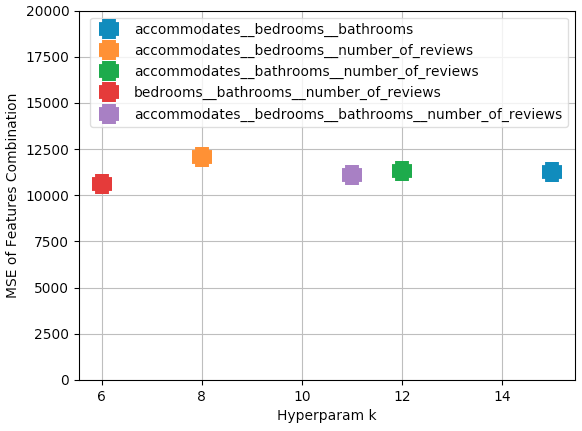 20000
17500
15000
12500
10000
7500
5000
2500
0
MSE of Features Combination
accommodates__bedrooms__bathrooms
accommodates__bedrooms__number_of_reviews
accommodates__bathrooms__number_of_reviews
bedrooms__bathrooms__number_of_reviews
accommodates__bedrooms__bathrooms__number_of_reviews
6 8 10 12 14
Hyperparam k